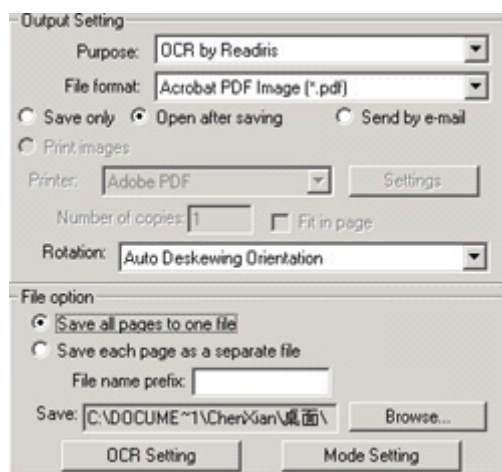 Output Setting
Purpose: OCR by Readiris
File format: Acrobat PDF Image (*.pdf)
Save only Open after saving Send by e-mail
Print images
Printer: Adobe PDF Settings
Number of copies: 1 Fit in page
Rotation: Auto Deskewing Orientation
File option
Save all pages to one file
Save each page as a separate file
File name prefix:
Save: C:\DOCUME~1\ChenXian\桌面\ Browse...
OCR Setting Mode Setting